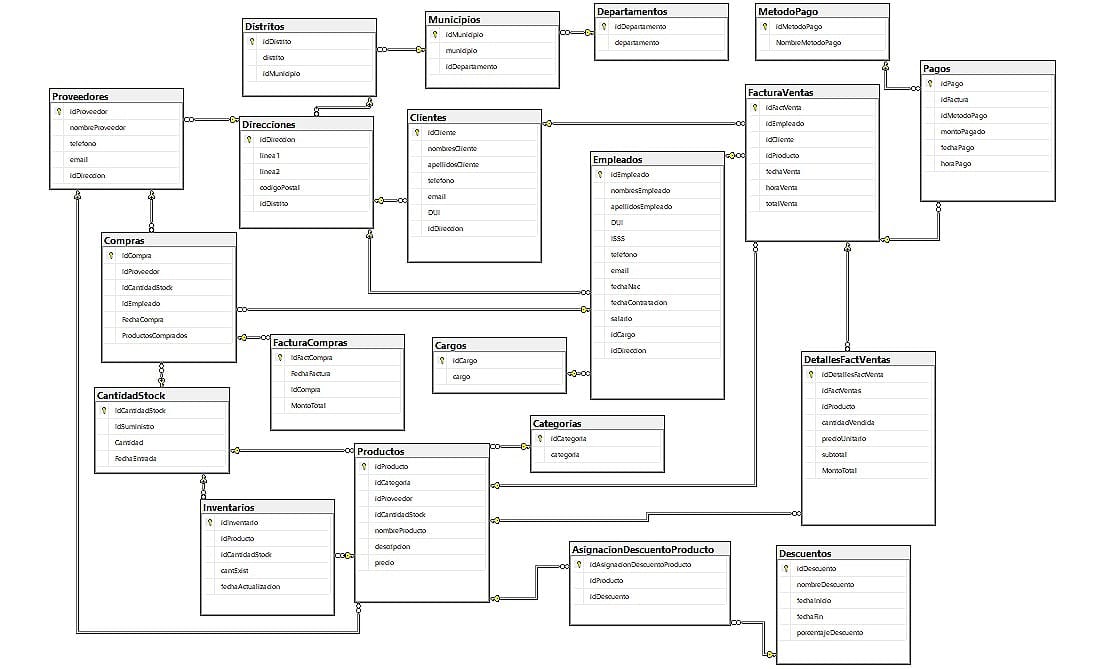 Departamentos
idDepartamento
departamento
MetodoPago
idMetodoPago
NombreMetodoPago
Municipios
idMunicipio
municipio
idDepartamento
Distritos
idDistrito
distrito
idMunicipio
Pagos
idPago
idFactura
idMetodoPago
montoPagado
fechaPago
horaPago
FacturaVentas
idFactVenta
idEmpleado
idCliente
idProducto
fechaVenta
horaVenta
totalVenta
Proveedores
idProveedor
nombreProveedor
telefono
email
idDireccion
Direcciones
idDireccion
linea1
linea2
codigoPostal
idDistrito
Clientes
idCliente
nombresCliente
apellidosCliente
telefono
email
DUI
idDireccion
Empleados
idEmpleado
nombresEmpleado
apellidosEmpleado
DUI
ISSS
telefono
email
fechaNac
fechaContratacion
salario
idCargo
idDireccion
Compras
idCompra
idProveedor
idCantidadStock
idEmpleado
FechaCompra
ProductosComprados
FacturaCompras
idFactCompra
FechaFactura
idCompra
MontoTotal
Cargos
idCargo
cargo
DetallesFactVentas
idDetallesFactVenta
idFactVentas
idProducto
cantidadVendida
precioUnitario
subtotal
MontoTotal
CantidadStock
idCantidadStock
idSuministro
Cantidad
FechaEntrada
Categorias
idCategoria
categoria
Productos
idProducto
idCategoria
idProveedor
idCantidadStock
nombreProducto
descripcion
precio
Inventarios
idInventario
idProducto
idCantidadStock
cantExist
fechaActualizacion
AsignacionDescuentoProducto
idAsignacionDescuentoProducto
idProducto
idDescuento
Descuentos
idDescuento
nombreDescuento
fechaInicio
fechaFin
porcentajeDescuento